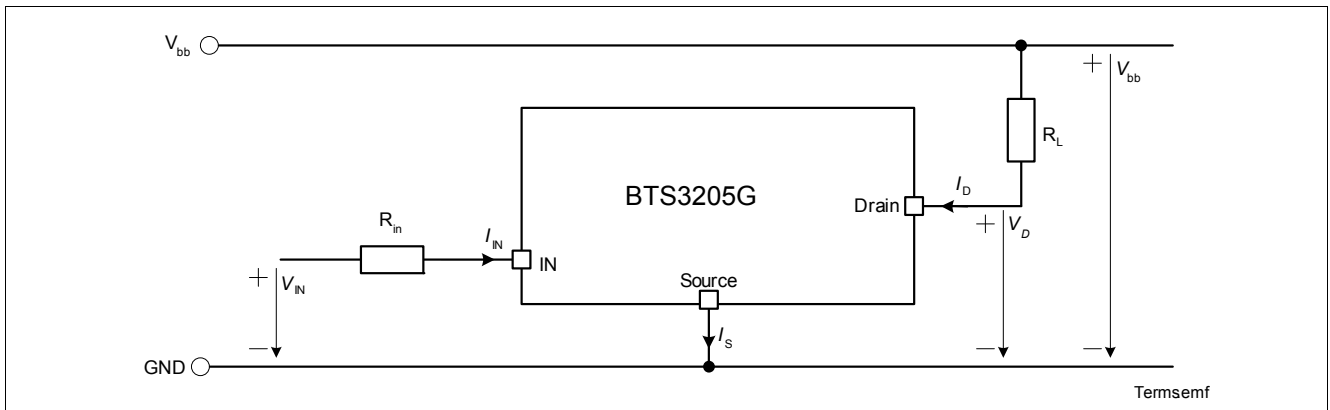 V_bb
+
V_bb
R_L
BTS3205G
I_D
Drain
+
V_D
R_in
I_IN
IN
+
V_IN
Source
I_S
—
—
—
GND
Termsemf